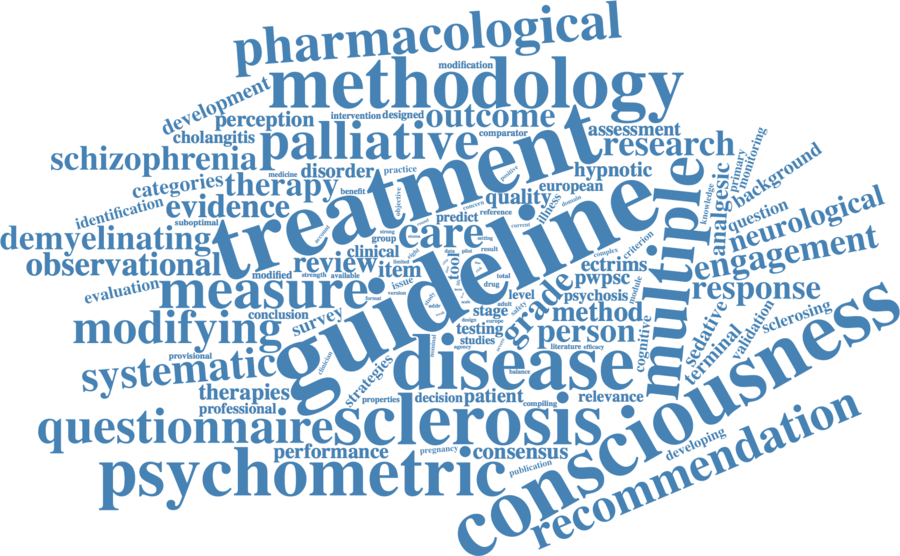 pharmacological
modification
methodology
development
intervention designed
outcome
perception
cholangitis
palliative
comparator
assessment
schizophrenia
research
treatment
disorder
practice
medicine
positive
hypnotic
categories
therapy
benefit
objective
concern
quality
european
illness
domain
knowledge
analgesic
primary
monitoring
background
identification
evidence
suboptimal
predict
reference
current
multiple
question
neurological
demyelinating
strong
group
care
setting
result
clinical
complex
criterion
engagement
observational
review
item
tool
guideline
ectrims
modified
strength
available
issue
total
drug
pwpsc
module
response
evaluation
measure
format
version
study
level
adult
safety
psychosis
grade
method
conclusion
survey
stage
design
europe
modifying
testing
studies
agency
person
cognitive
sedative
validation
sclerosing
terminal
literature
efficacy
provisional
clinician
strategies
disease
balance
systematic
therapies
properties
decision
patient
compiling
relevance
consciousness
professional
questionnaire
sclerosis
performance
pregnancy
consensus
developing
psychometric
publication
recommendation